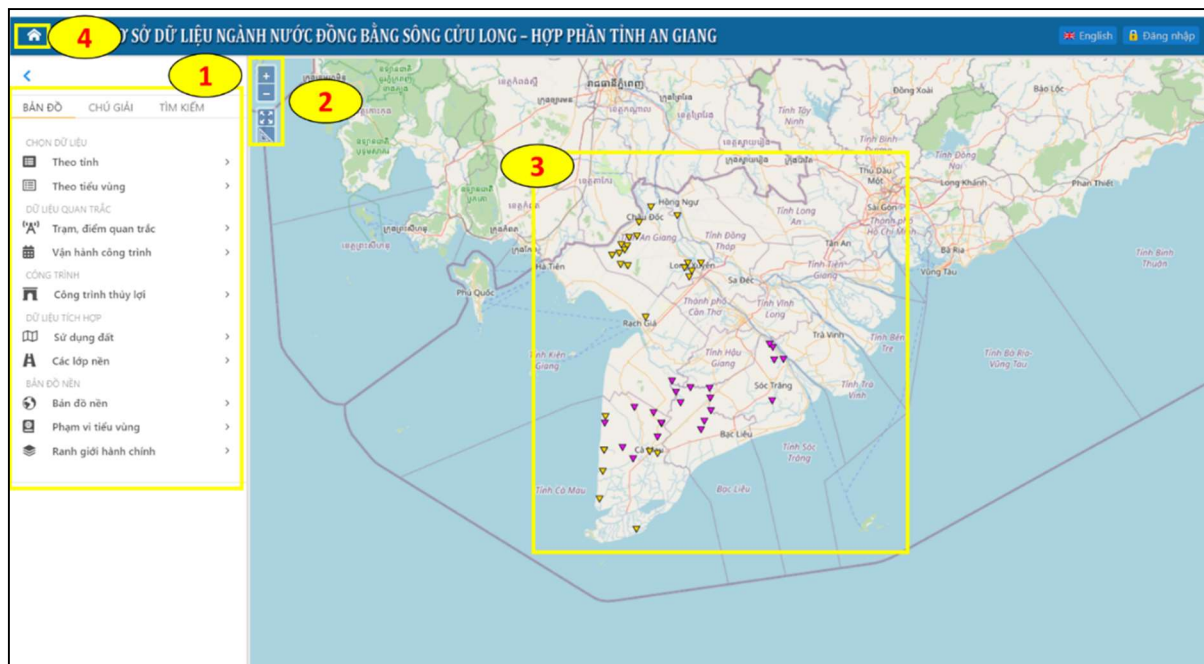 4
Ơ SỞ DỮ LIỆU NGÀNH NƯỚC ĐỒNG BẰNG SÔNG CỬU LONG – HỢP PHẦN TỈNH AN GIANG
English
Đăng nhập
1
2
3
BẢN ĐỒ CHÚ GIẢI TÌM KIẾM
CHỌN DỮ LIỆU
Theo tỉnh
Theo tiểu vùng
DỮ LIỆU QUAN TRẮC
Trạm, điểm quan trắc
Vận hành công trình
CÔNG TRÌNH
Công trình thủy lợi
DỮ LIỆU TÍCH HỢP
Sử dụng đất
Các lớp nền
BẢN ĐỒ NỀN
Bản đồ nền
Phạm vi tiểu vùng
Ranh giới hành chính
Đồng Xoài
Bảo Lộc
Tỉnh Tây
Ninh
Tỉnh Bình
Tỉnh Đồng
Nai
Thủ Dầu
Một
Long Khánh
Phan Thiết
Hồng Ngự
Châu Đốc
An Giang
Tỉnh Long
An
Sài Gòn
Thành phố
Hồ Chí Minh
Tỉnh Đồng
Tháp
Tân An
Bà Rịa
Tỉnh Bình
Thuận
Hà Tiên
Long Xuyên
Tỉnh Tiền
Giang
Vũng Tàu
Sa Đéc
Phú Quốc
Thành phố
Cần Thơ
Tỉnh Vĩnh
Long
Rạch Giá
Trà Vinh
Tỉnh Bến
Tre
Tỉnh Kiên
Giang
Tỉnh Hậu
Giang
Tỉnh Bà Rịa-
Vũng Tàu
Sóc Trăng
Tỉnh Trà
Vinh
Bạc Liêu
Tỉnh Sóc
Trăng
Tỉnh Cà Mau
Bạc Liêu